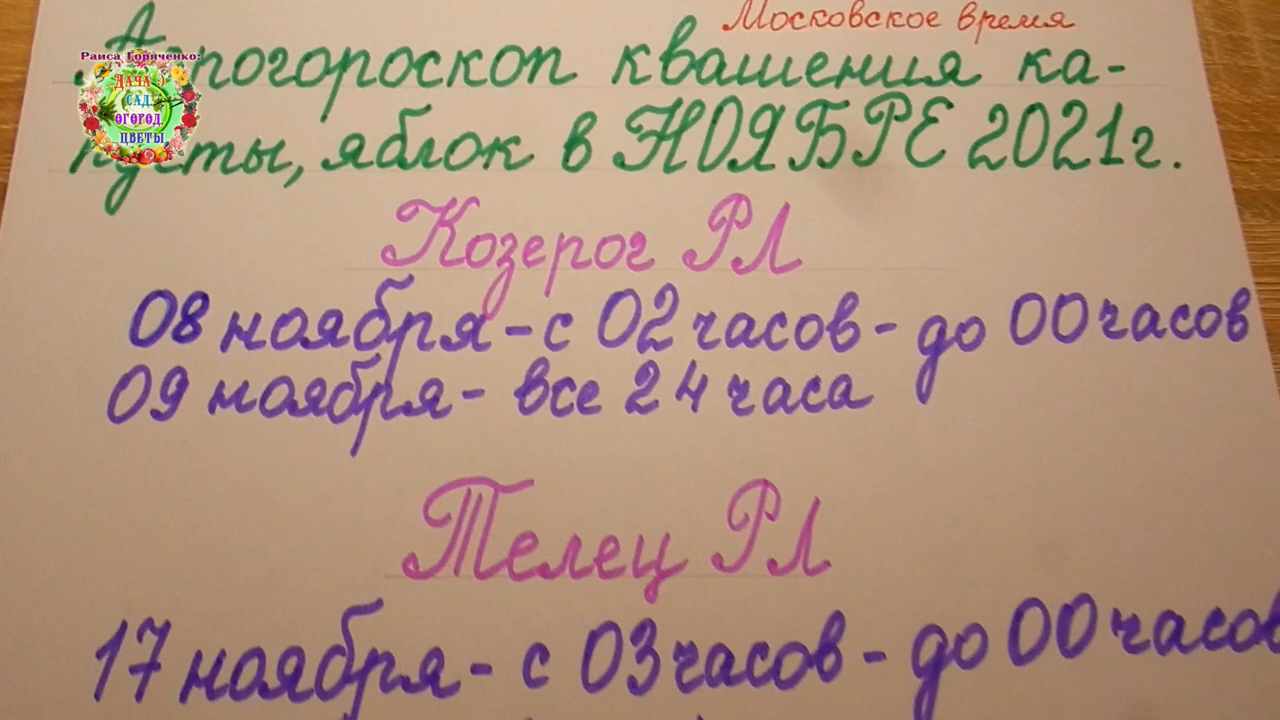 Московское время
Агрогороскоп квашения ка-
пусты, яблок в НОЯБРЕ 2021г.
Раиса Горяченко:
ДАЧА
САД,
ОГОРОД,
ЦВЕТЫ
Козерог РЛ
08 ноября - с 02 часов - до 00 часов
09 ноября - все 24 часа
Телец РЛ
17 ноября - с 03 часов - до 00 часов